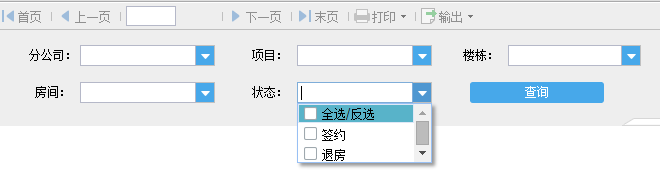 首页 上一页 下一页 末页 打印 输出
分公司： 项目： 楼栋：
房间： 状态： 查询
全选/反选
签约
退房